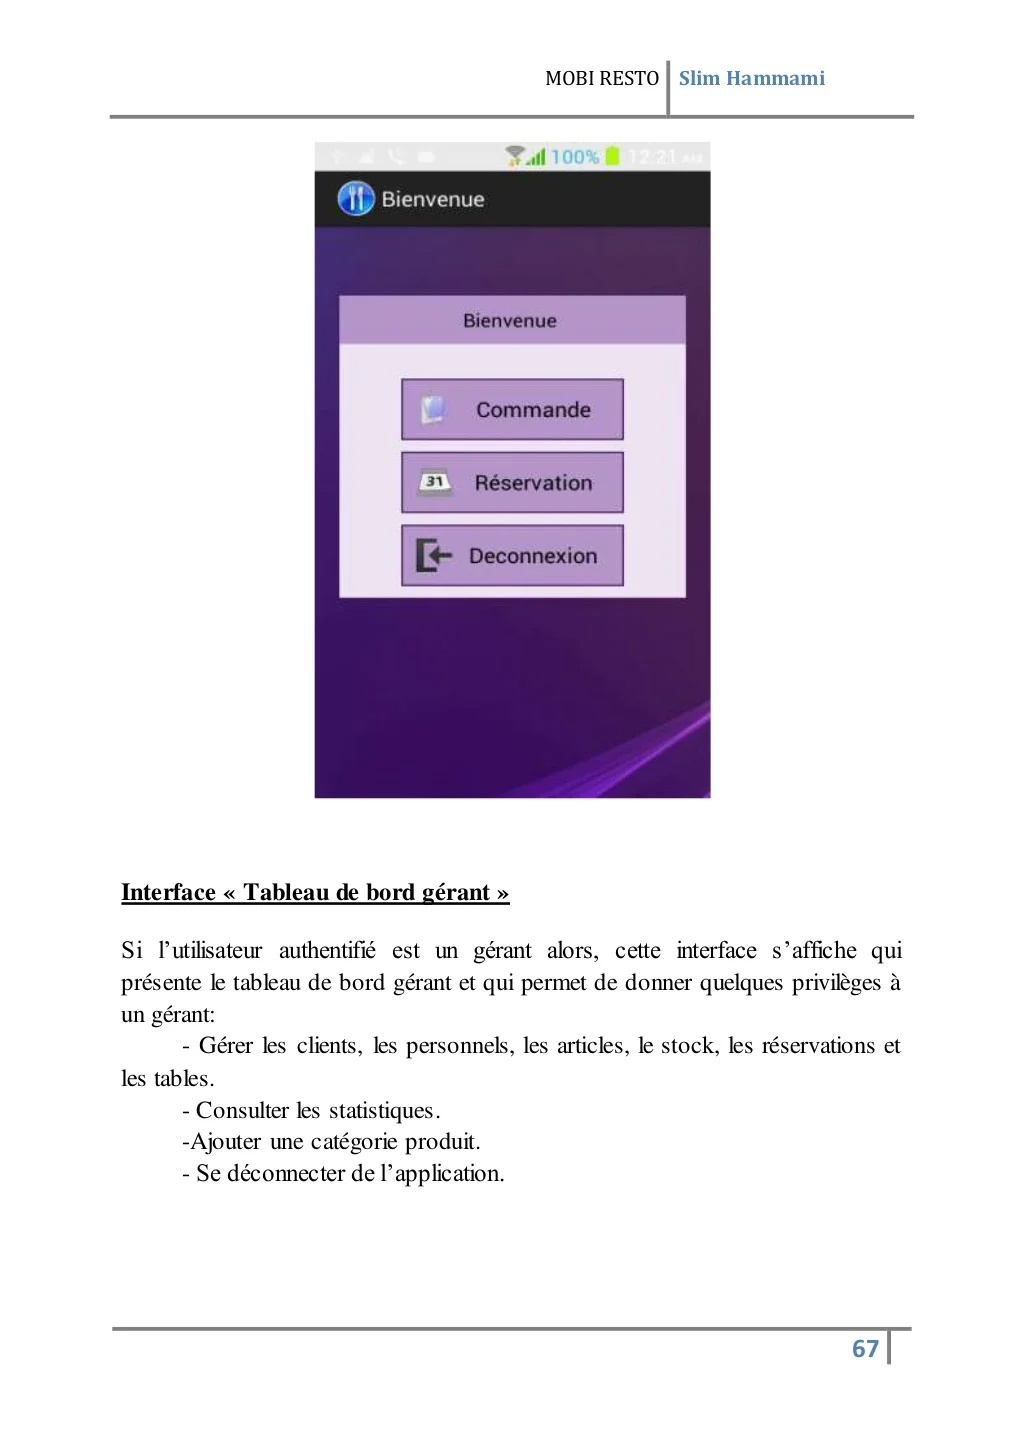 MOBI RESTO Slim Hammami
100% 12:21 AM
Bienvenue
Bienvenue
Commande
31 Réservation
Deconnexion
Interface « Tableau de bord gérant »
Si l’utilisateur authentifié est un gérant alors, cette interface s’affiche qui
présente le tableau de bord gérant et qui permet de donner quelques privilèges à
un gérant:
- Gérer les clients, les personnels, les articles, le stock, les réservations et
les tables.
- Consulter les statistiques.
-Ajouter une catégorie produit.
- Se déconnecter de l’application.
67